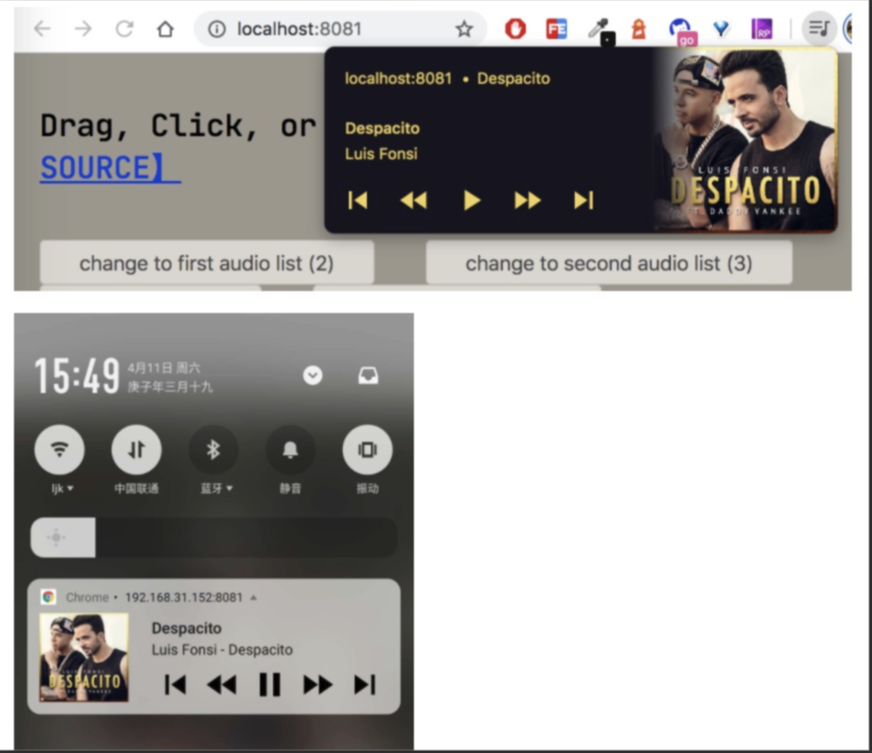 localhost:8081
FE
go
RP
localhost:8081 • Despacito
Drag, Click, or
Despacito
SOURCE】
Luis Fonsi
LUIS FONSI
DESPACITO
FT. DADDY YANKEE
change to first audio list (2)
change to second audio list (3)
15:49
4月11日 周六
庚子年三月十九
ljk
中国联通
蓝牙
静音
振动
Chrome • 192.168.31.152:8081
Despacito
Luis Fonsi - Despacito
LUIS FONSI
DESPACITO